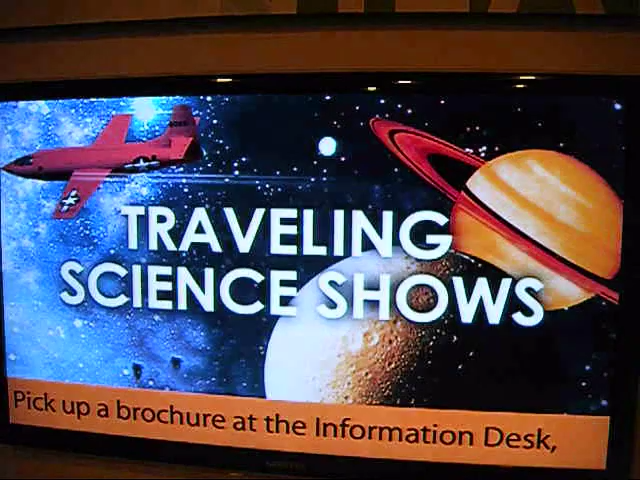 TRAVELING
SCIENCE SHOWS
Pick up a brochure at the Information Desk,